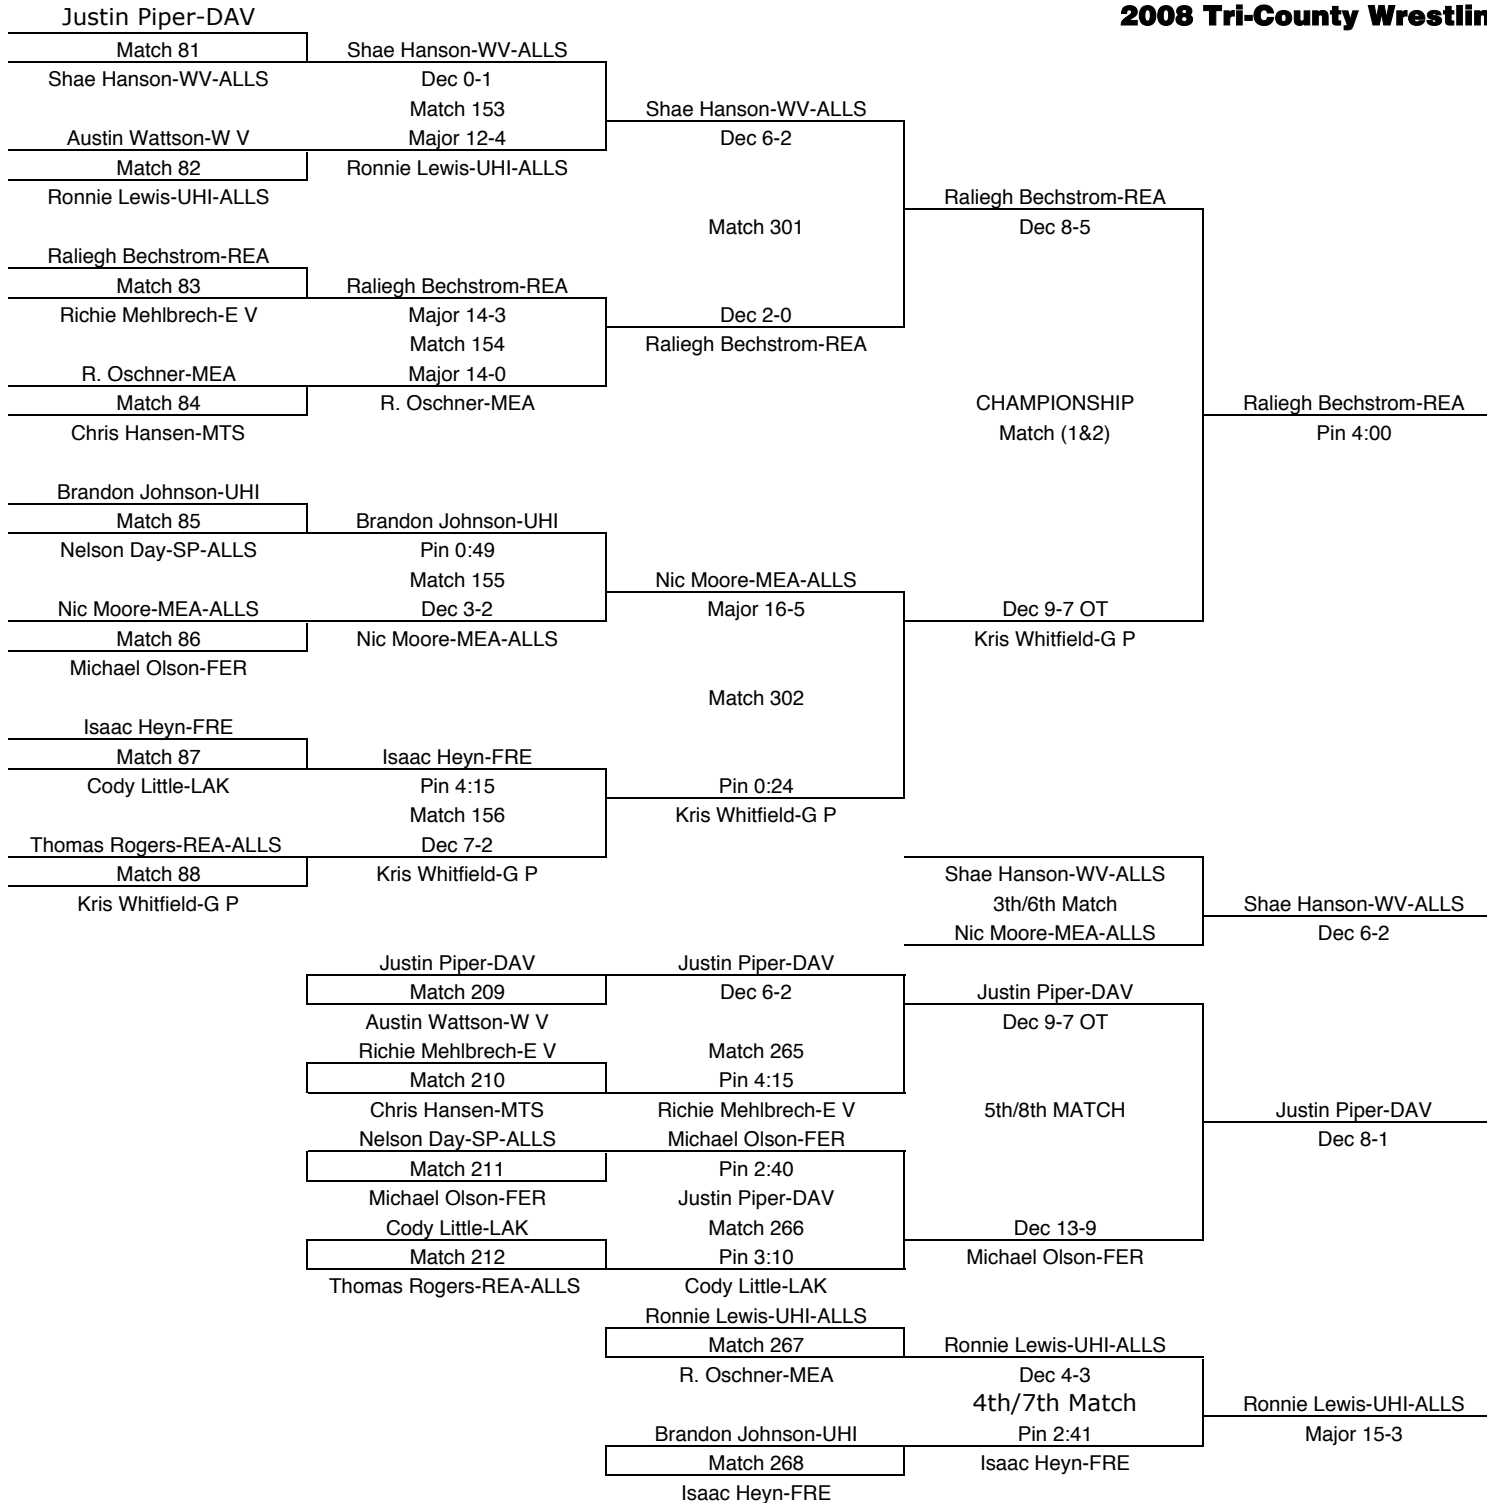 Justin Piper-DAV
2008 Tri-County Wrestlin
Match 81
Shae Hanson-WV-ALLS
Shae Hanson-WV-ALLS
Dec 0-1
Match 153
Shae Hanson-WV-ALLS
Austin Wattson-W V
Major 12-4
Dec 6-2
Match 82
Ronnie Lewis-UHI-ALLS
Ronnie Lewis-UHI-ALLS
Raliegh Bechstrom-REA
Match 301
Dec 8-5
Raliegh Bechstrom-REA
Match 83
Raliegh Bechstrom-REA
Richie Mehlbrech-E V
Major 14-3
Dec 2-0
Match 154
Raliegh Bechstrom-REA
R. Oschner-MEA
Major 14-0
Match 84
R. Oschner-MEA
CHAMPIONSHIP
Raliegh Bechstrom-REA
Chris Hansen-MTS
Match (1&2)
Pin 4:00
Brandon Johnson-UHI
Match 85
Brandon Johnson-UHI
Nelson Day-SP-ALLS
Pin 0:49
Match 155
Nic Moore-MEA-ALLS
Nic Moore-MEA-ALLS
Dec 3-2
Major 16-5
Dec 9-7 OT
Match 86
Nic Moore-MEA-ALLS
Kris Whitfield-G P
Michael Olson-FER
Match 302
Isaac Heyn-FRE
Match 87
Isaac Heyn-FRE
Cody Little-LAK
Pin 4:15
Pin 0:24
Match 156
Kris Whitfield-G P
Thomas Rogers-REA-ALLS
Dec 7-2
Match 88
Kris Whitfield-G P
Shae Hanson-WV-ALLS
Kris Whitfield-G P
3th/6th Match
Shae Hanson-WV-ALLS
Nic Moore-MEA-ALLS
Dec 6-2
Justin Piper-DAV
Justin Piper-DAV
Match 209
Dec 6-2
Justin Piper-DAV
Austin Wattson-W V
Dec 9-7 OT
Richie Mehlbrech-E V
Match 265
Match 210
Pin 4:15
Chris Hansen-MTS
Richie Mehlbrech-E V
5th/8th MATCH
Justin Piper-DAV
Nelson Day-SP-ALLS
Michael Olson-FER
Dec 8-1
Match 211
Pin 2:40
Michael Olson-FER
Justin Piper-DAV
Cody Little-LAK
Match 266
Dec 13-9
Match 212
Pin 3:10
Michael Olson-FER
Thomas Rogers-REA-ALLS
Cody Little-LAK
Ronnie Lewis-UHI-ALLS
Match 267
Ronnie Lewis-UHI-ALLS
R. Oschner-MEA
Dec 4-3
4th/7th Match
Ronnie Lewis-UHI-ALLS
Brandon Johnson-UHI
Pin 2:41
Major 15-3
Match 268
Isaac Heyn-FRE
Isaac Heyn-FRE